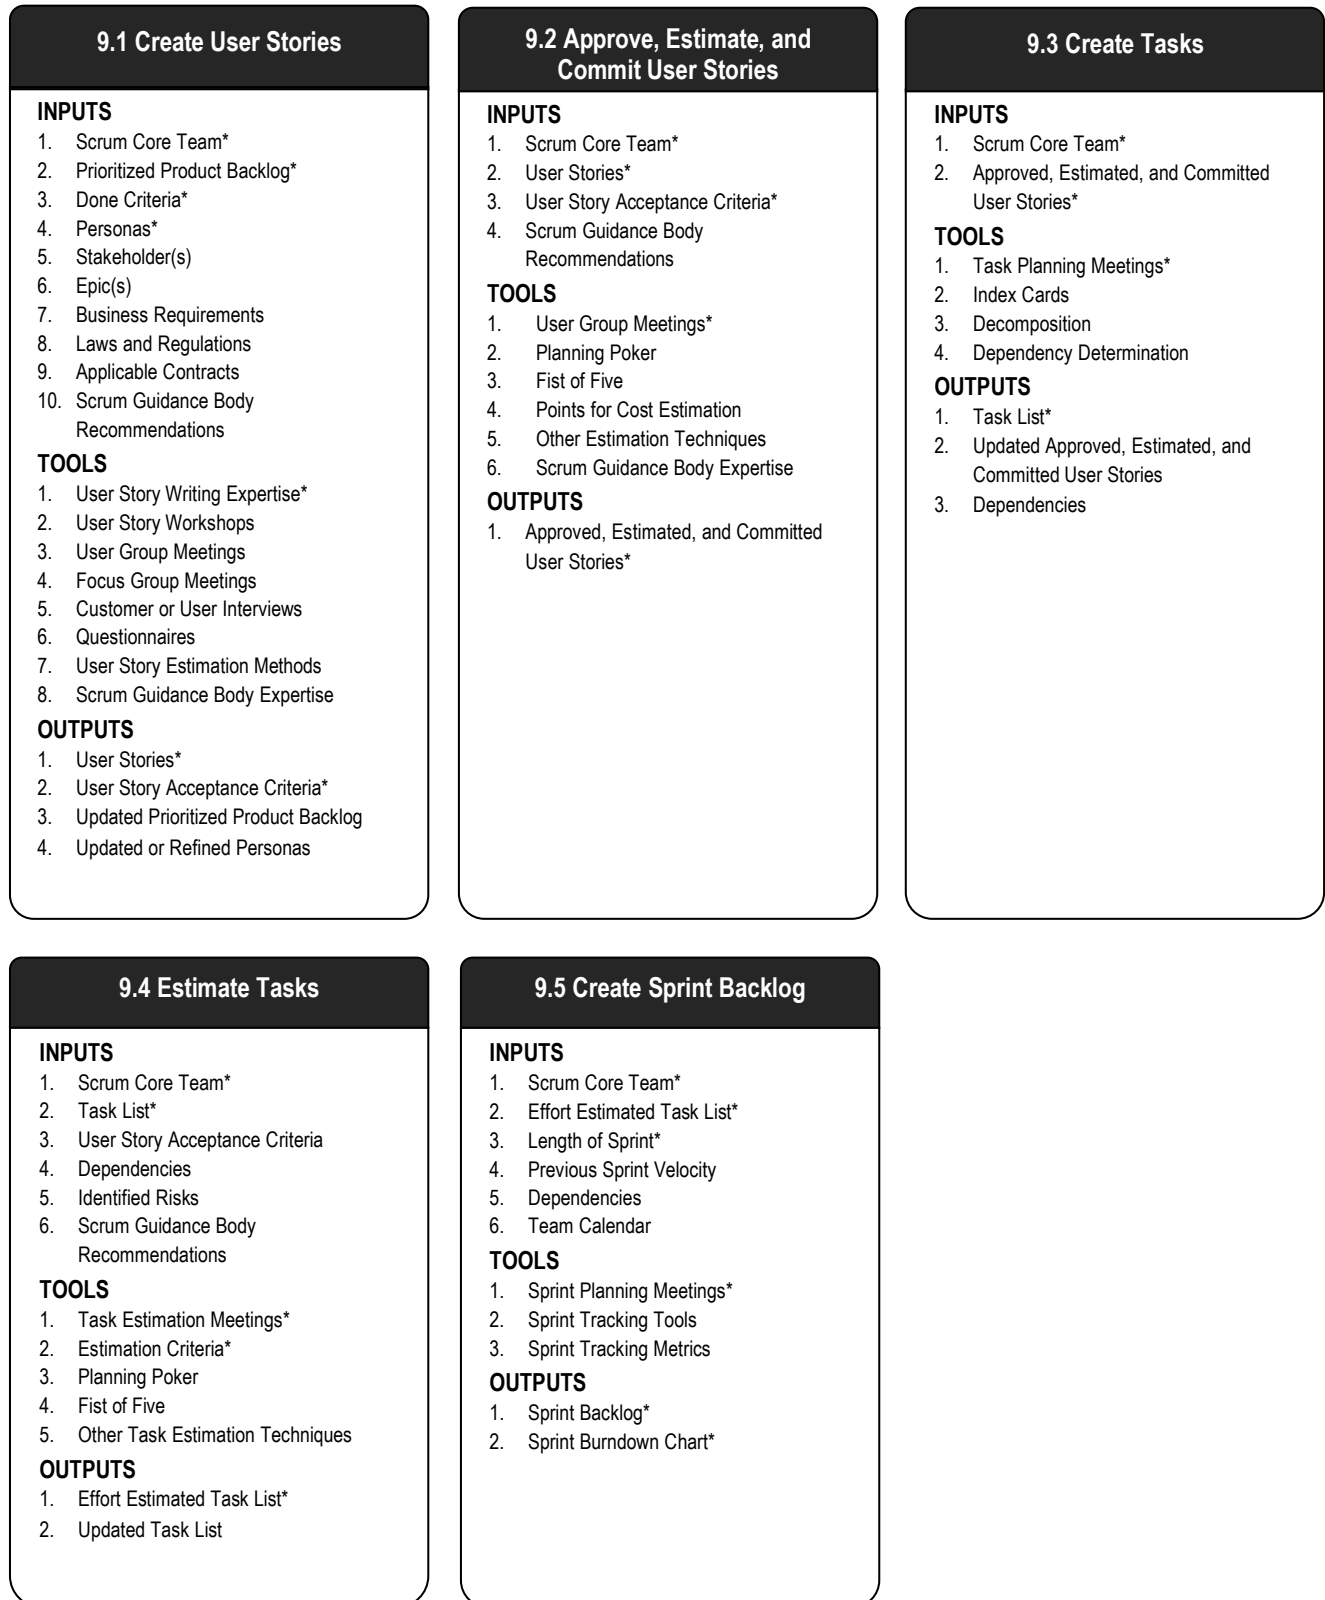 9.1 Create User Stories
INPUTS
1. Scrum Core Team*
2. Prioritized Product Backlog*
3. Done Criteria*
4. Personas*
5. Stakeholder(s)
6. Epic(s)
7. Business Requirements
8. Laws and Regulations
9. Applicable Contracts
10. Scrum Guidance Body
Recommendations
TOOLS
1. User Story Writing Expertise*
2. User Story Workshops
3. User Group Meetings
4. Focus Group Meetings
5. Customer or User Interviews
6. Questionnaires
7. User Story Estimation Methods
8. Scrum Guidance Body Expertise
OUTPUTS
1. User Stories*
2. User Story Acceptance Criteria*
3. Updated Prioritized Product Backlog
4. Updated or Refined Personas
9.2 Approve, Estimate, and
Commit User Stories
INPUTS
1. Scrum Core Team*
2. User Stories*
3. User Story Acceptance Criteria*
4. Scrum Guidance Body
Recommendations
TOOLS
1. User Group Meetings*
2. Planning Poker
3. Fist of Five
4. Points for Cost Estimation
5. Other Estimation Techniques
6. Scrum Guidance Body Expertise
OUTPUTS
1. Approved, Estimated, and Committed
User Stories*
9.3 Create Tasks
INPUTS
1. Scrum Core Team*
2. Approved, Estimated, and Committed
User Stories*
TOOLS
1. Task Planning Meetings*
2. Index Cards
3. Decomposition
4. Dependency Determination
OUTPUTS
1. Task List*
2. Updated Approved, Estimated, and
Committed User Stories
3. Dependencies
9.4 Estimate Tasks
INPUTS
1. Scrum Core Team*
2. Task List*
3. User Story Acceptance Criteria
4. Dependencies
5. Identified Risks
6. Scrum Guidance Body
Recommendations
TOOLS
1. Task Estimation Meetings*
2. Estimation Criteria*
3. Planning Poker
4. Fist of Five
5. Other Task Estimation Techniques
OUTPUTS
1. Effort Estimated Task List*
2. Updated Task List
9.5 Create Sprint Backlog
INPUTS
1. Scrum Core Team*
2. Effort Estimated Task List*
3. Length of Sprint*
4. Previous Sprint Velocity
5. Dependencies
6. Team Calendar
TOOLS
1. Sprint Planning Meetings*
2. Sprint Tracking Tools
3. Sprint Tracking Metrics
OUTPUTS
1. Sprint Backlog*
2. Sprint Burndown Chart*